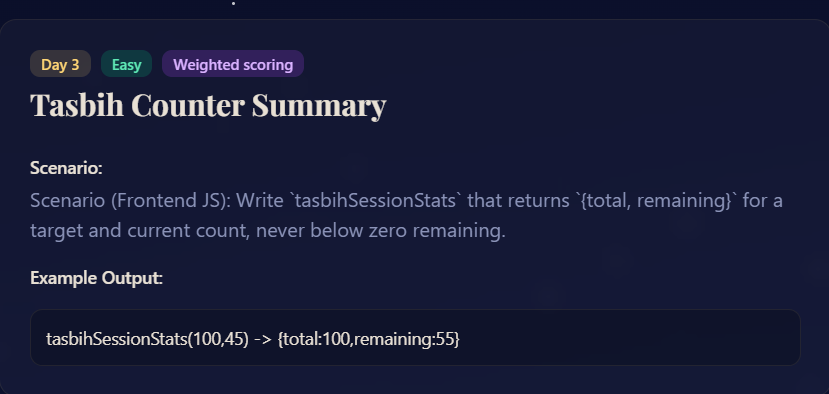 Day 3 Easy Weighted scoring
Tasbih Counter Summary
Scenario:
Scenario (Frontend JS): Write `tasbihSessionStats` that returns `{total, remaining}` for a
target and current count, never below zero remaining.
Example Output:
tasbihSessionStats(100,45) -> {total:100,remaining:55}